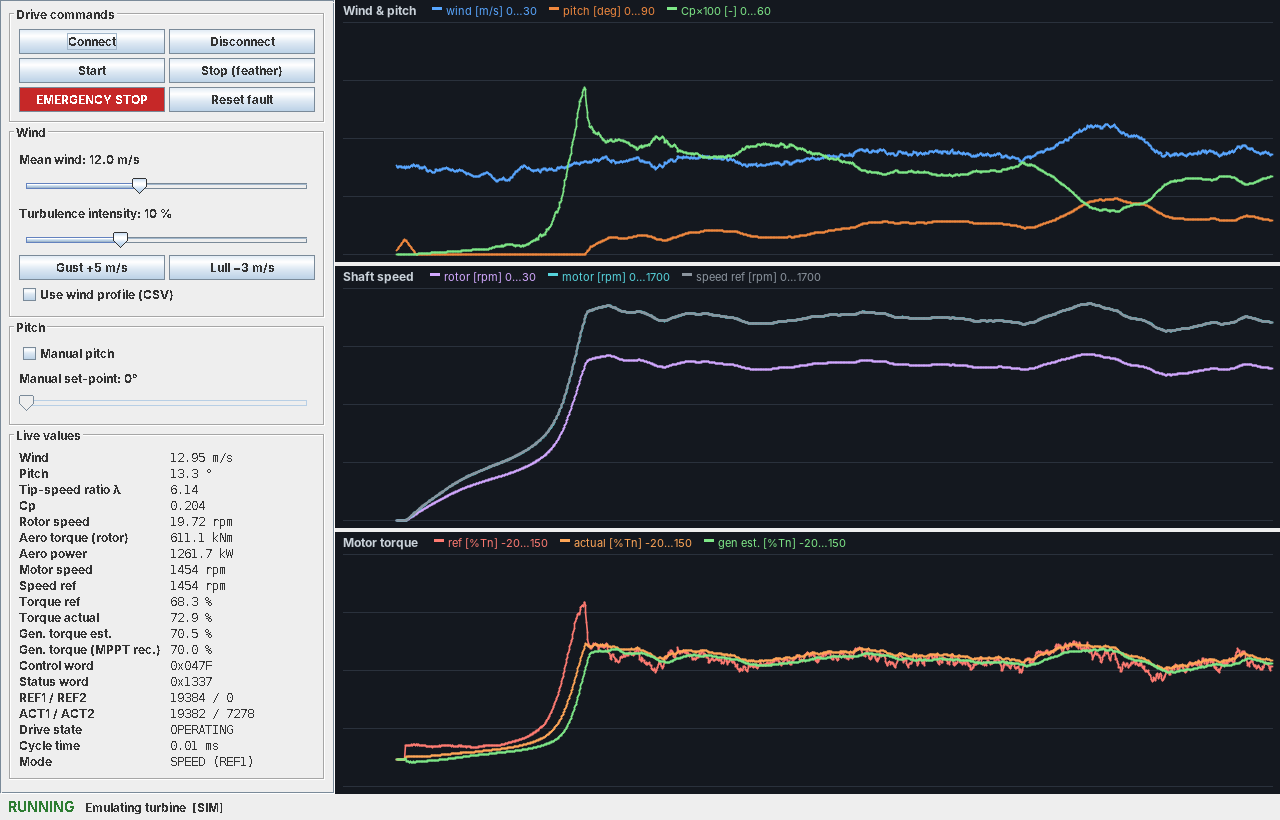 Drive commands
Connect
Disconnect
Start
Stop (feather)
EMERGENCY STOP
Reset fault
Wind
Mean wind: 12.0 m/s
Turbulence intensity: 10 %
Gust +5 m/s
Lull −3 m/s
Use wind profile (CSV)
Pitch
Manual pitch
Manual set-point: 0°
Live values
Wind 12.95 m/s
Pitch 13.3 °
Tip-speed ratio λ 6.14
Cp 0.204
Rotor speed 19.72 rpm
Aero torque (rotor) 611.1 kNm
Aero power 1261.7 kW
Motor speed 1454 rpm
Speed ref 1454 rpm
Torque ref 68.3 %
Torque actual 72.9 %
Gen. torque est. 70.5 %
Gen. torque (MPPT rec.) 70.0 %
Control word 0x047F
Status word 0x1337
REF1 / REF2 19384 / 0
ACT1 / ACT2 19382 / 7278
Drive state OPERATING
Cycle time 0.01 ms
Mode SPEED (REF1)
RUNNING Emulating turbine [SIM]
Wind & pitch wind [m/s] 0…30 pitch [deg] 0…90 Cp×100 [-] 0…60
Shaft speed rotor [rpm] 0…30 motor [rpm] 0…1700 speed ref [rpm] 0…1700
Motor torque ref [%Tn] -20…150 actual [%Tn] -20…150 gen est. [%Tn] -20…150